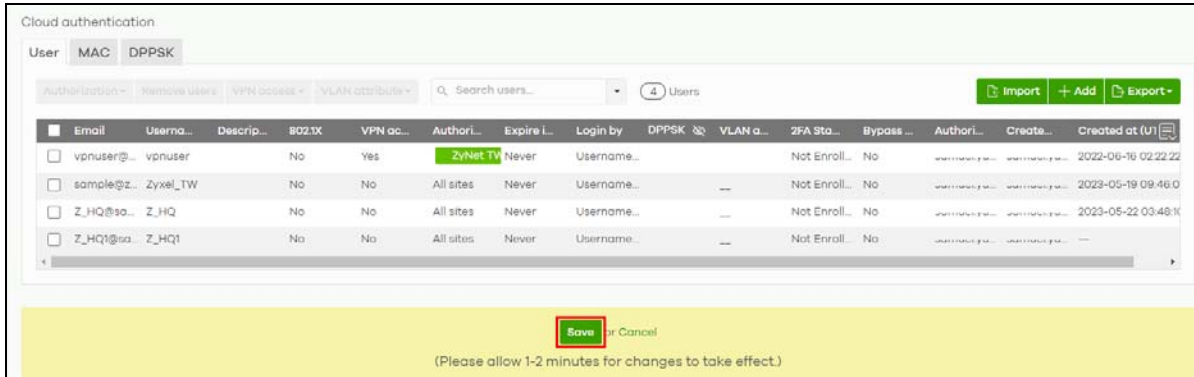 Cloud authentication
User MAC DPPSK
Authorization Remove users VPN access VLAN attribute Search users... 4 Users Import + Add Export
Email Userna... Descrip... 802.1X VPN ac... Authori... Expire i... Login by DPPSK VLAN a... 2FA Sta... Bypass ... Authori... Create... Created at (UT
vpnuser@... vpnuser No Yes ZyNet TW Never Username... Not Enroll... No 2022-06-16 02:22:22
sample@z... Zyxel_TW No No All sites Never Username... __ Not Enroll... No 2023-05-19 09:46:0
Z_HQ@sa... Z_HQ No No All sites Never Username... __ Not Enroll... No 2023-05-22 03:48:1
Z_HQ1@sa... Z_HQ1 No No All sites Never Username... __ Not Enroll... No —
Save or Cancel
(Please allow 1-2 minutes for changes to take effect.)